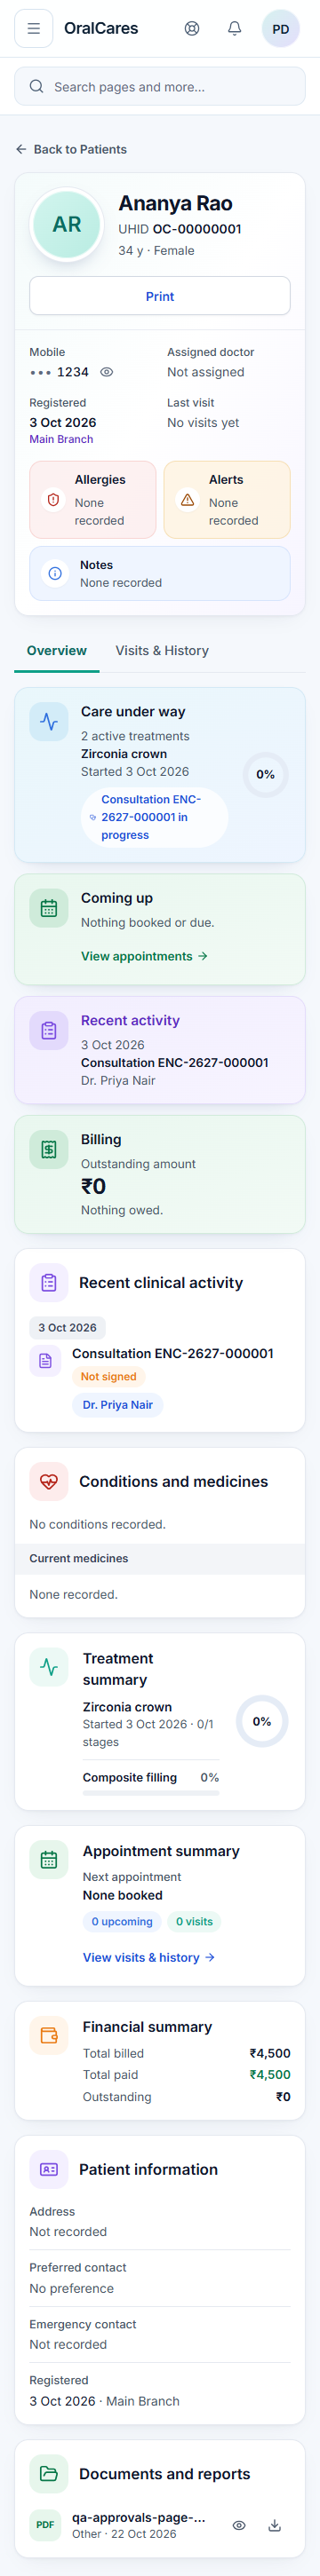 OralCares
PD
Search pages and more...
Back to Patients
AR
Ananya Rao
UHID OC-00000001
34 y · Female
Print
Mobile
••• 1234
Assigned doctor
Not assigned
Registered
3 Oct 2026
Main Branch
Last visit
No visits yet
Allergies
None
recorded
Alerts
None
recorded
Notes
None recorded
Overview
Visits & History
Care under way
2 active treatments
Zirconia crown
Started 3 Oct 2026
Consultation ENC-
2627-000001 in
progress
0%
Coming up
Nothing booked or due.
View appointments →
Recent activity
3 Oct 2026
Consultation ENC-2627-000001
Dr. Priya Nair
Billing
Outstanding amount
₹0
Nothing owed.
Recent clinical activity
3 Oct 2026
Consultation ENC-2627-000001
Not signed
Dr. Priya Nair
Conditions and medicines
No conditions recorded.
Current medicines
None recorded.
Treatment
summary
Zirconia crown
Started 3 Oct 2026 · 0/1
stages
0%
Composite filling 0%
Appointment summary
Next appointment
None booked
0 upcoming
0 visits
View visits & history →
Financial summary
Total billed ₹4,500
Total paid ₹4,500
Outstanding ₹0
Patient information
Address
Not recorded
Preferred contact
No preference
Emergency contact
Not recorded
Registered
3 Oct 2026 · Main Branch
Documents and reports
PDF
qa-approvals-page-...
Other · 22 Oct 2026